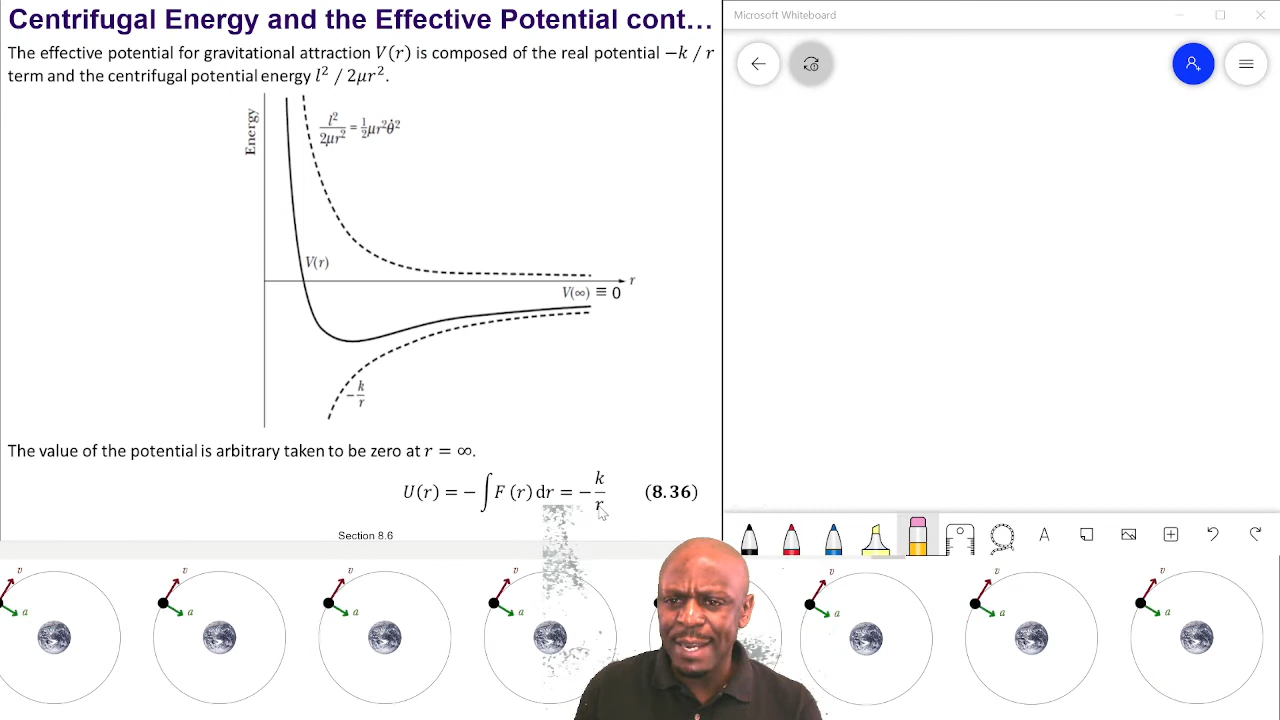 Centrifugal Energy and the Effective Potential cont…
Microsoft Whiteboard
The effective potential for gravitational attraction V(r) is composed of the real potential −k / r
term and the centrifugal potential energy l² / 2μr².
Energy
l²/2μr² = ½μr²θ̇²
V(r)
r
V(∞) ≡ 0
−k/r
The value of the potential is arbitrary taken to be zero at r = ∞.
U(r) = − ∫ F (r) dr = − k/r (8.36)
Section 8.6
A
v
a
v
a
v
a
v
a
v
a
v
a
v
a